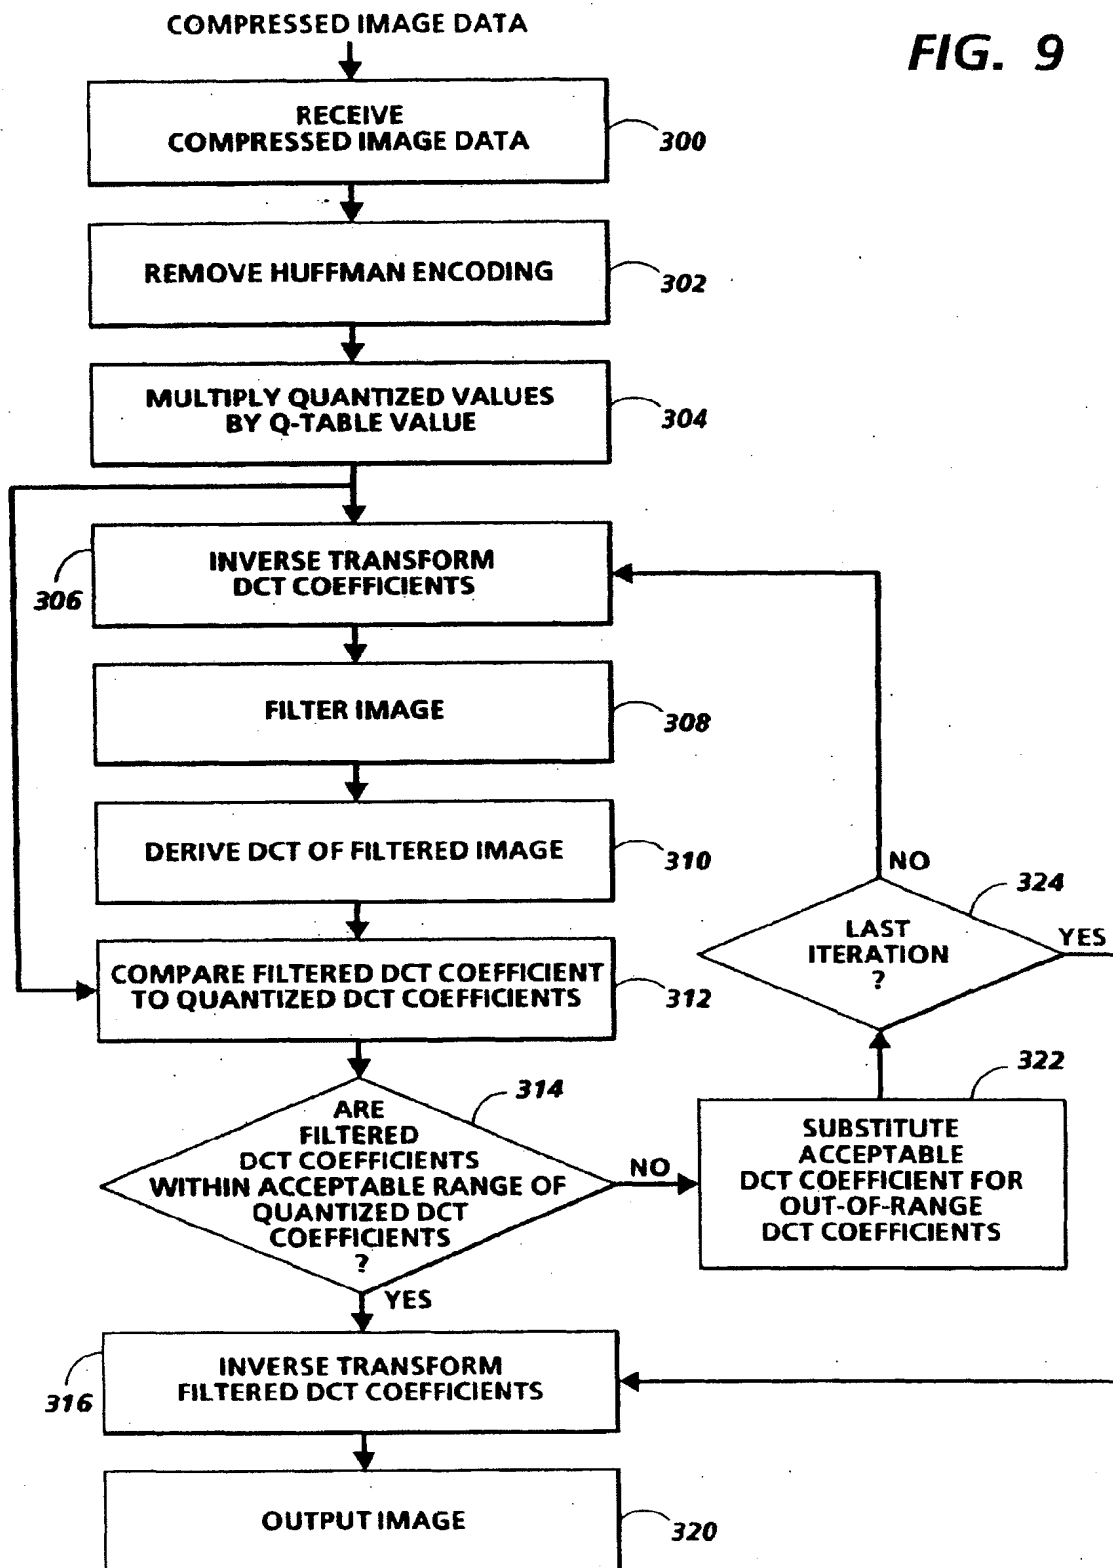 COMPRESSED IMAGE DATA
FIG. 9
RECEIVE
COMPRESSED IMAGE DATA
300
REMOVE HUFFMAN ENCODING
302
MULTIPLY QUANTIZED VALUES
BY Q-TABLE VALUE
304
INVERSE TRANSFORM
DCT COEFFICIENTS
306
FILTER IMAGE
308
DERIVE DCT OF FILTERED IMAGE
310
COMPARE FILTERED DCT COEFFICIENT
TO QUANTIZED DCT COEFFICIENTS
312
ARE
FILTERED
DCT COEFFICIENTS
WITHIN ACCEPTABLE RANGE OF
QUANTIZED DCT
COEFFICIENTS
?
314
NO
YES
SUBSTITUTE
ACCEPTABLE
DCT COEFFICIENT FOR
OUT-OF-RANGE
DCT COEFFICIENTS
322
LAST
ITERATION
?
324
NO
YES
INVERSE TRANSFORM
FILTERED DCT COEFFICIENTS
316
OUTPUT IMAGE
320